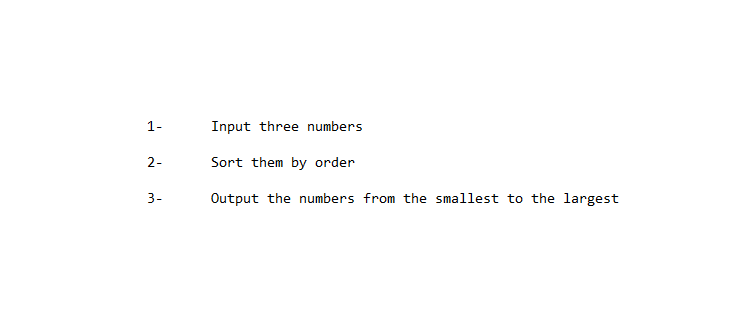 1- Input three numbers
2- Sort them by order
3- Output the numbers from the smallest to the largest